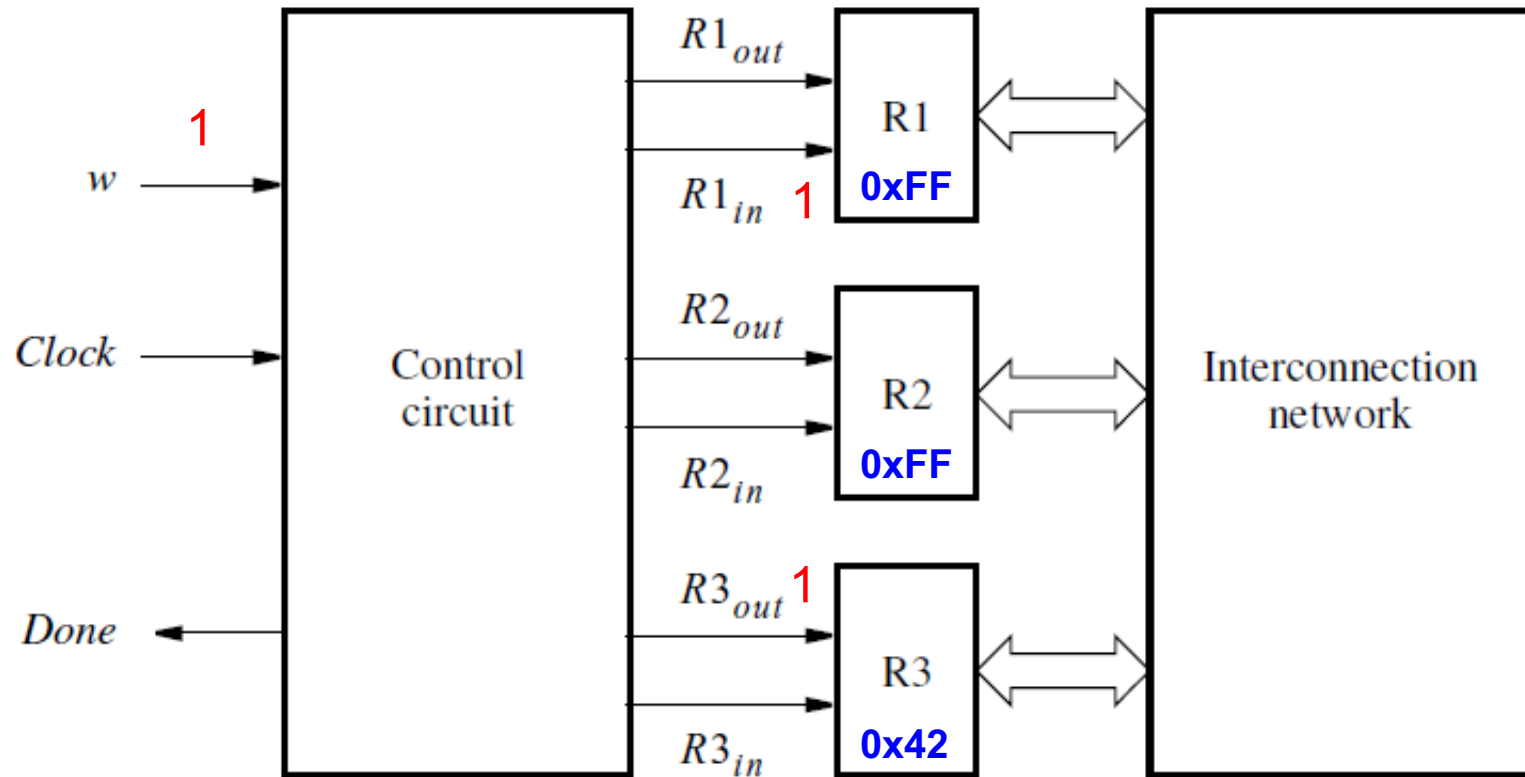 R1out
1
w
R1
0xFF
R1in 1
R2out
Clock
Control
circuit
R2
0xFF
Interconnection
network
R2in
R3out 1
Done
R3
0x42
R3in